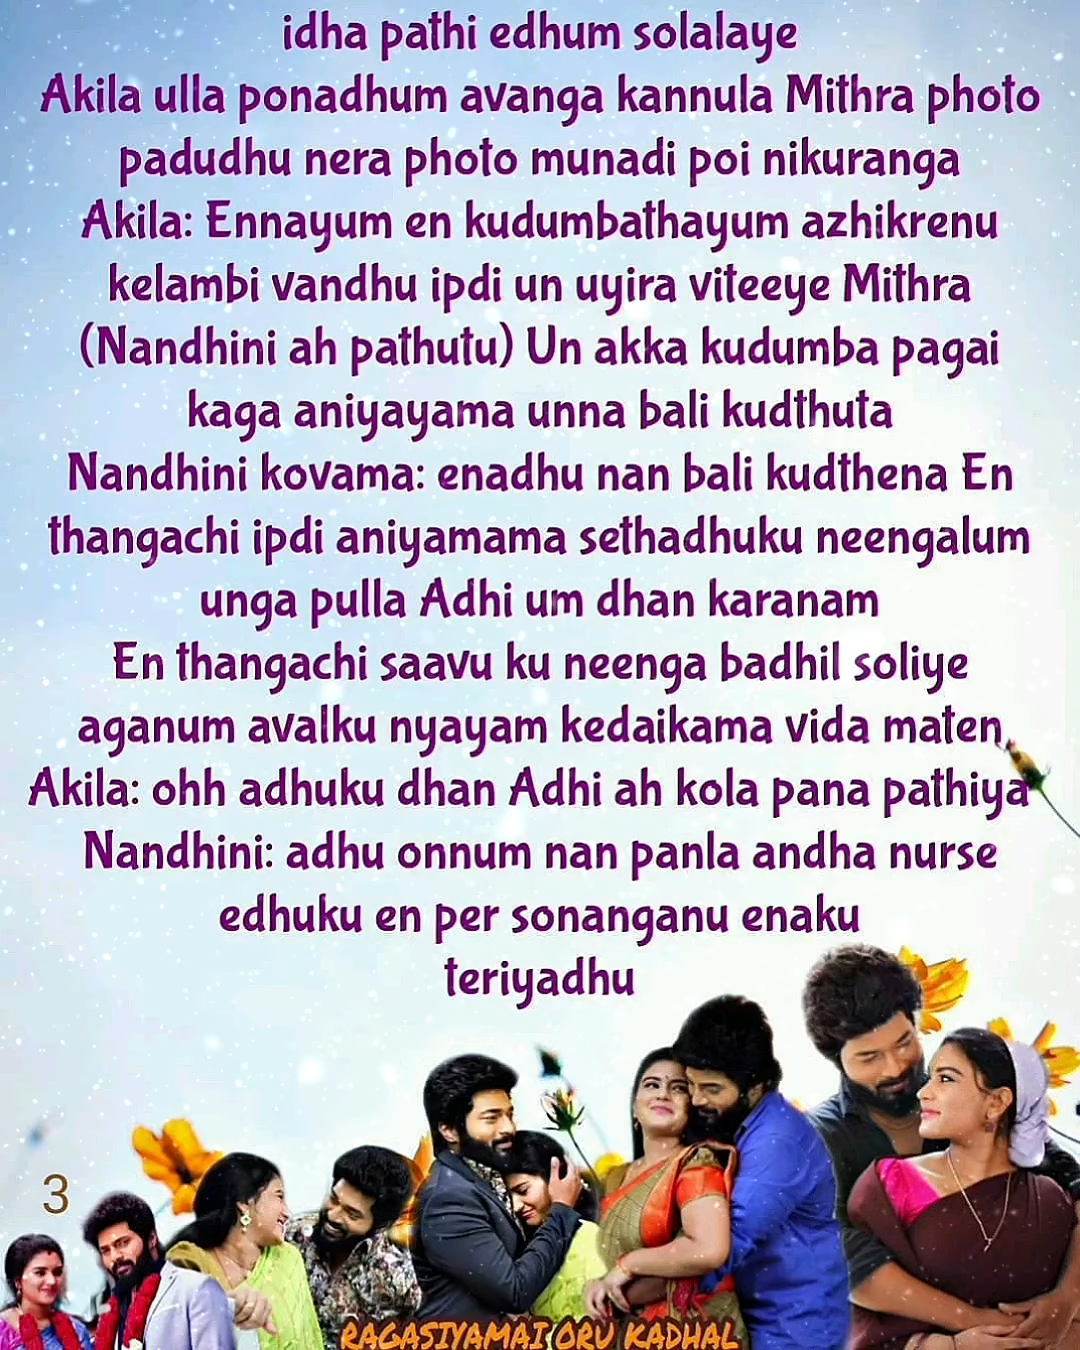 idha pathi edhum solalaye
Akila ulla ponadhum avanga kannula Mithra photo
padudhu nera photo munadi poi nikuranga
Akila: Ennayum en kudumbathayum azhikrenu
kelambi vandhu ipdi un uyira viteeye Mithra
(Nandhini ah pathutu) Un akka kudumba pagai
kaga aniyayama unna bali kudthuta
Nandhini kovama: enadhu nan bali kudthena En
thangachi ipdi aniyamama sethadhuku neengalum
unga pulla Adhi um dhan karanam
En thangachi saavu ku neenga badhil soliye
aganum avalku nyayam kedaikama vida maten
Akila: ohh adhuku dhan Adhi ah kola pana pathiya
Nandhini: adhu onnum nan panla andha nurse
edhuku en per sonanganu enaku
teriyadhu
3
RAGASIYAMAI ORU KADHAL